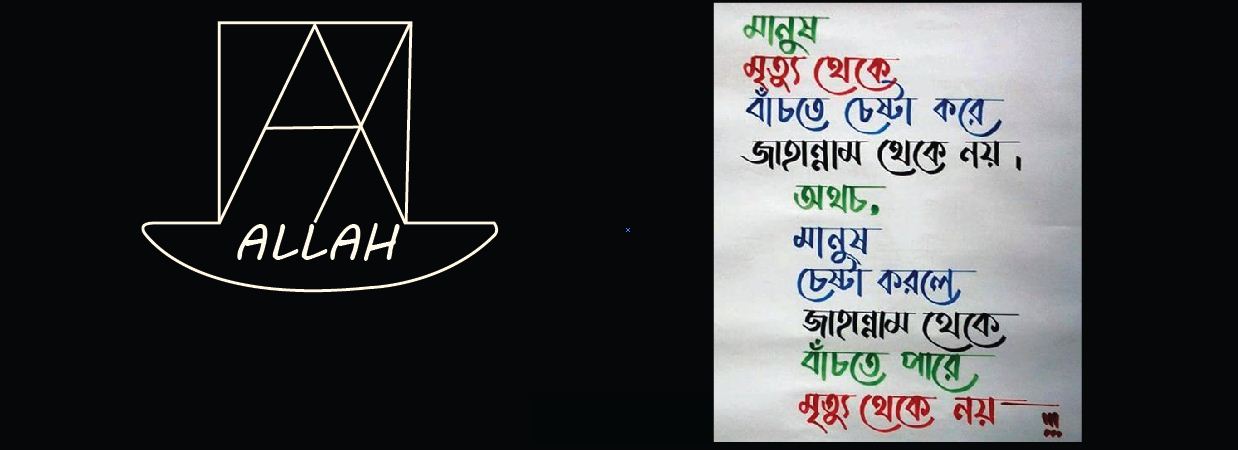 ALLAH
মানুষ
মৃত্যু থেকে
বাঁচতে চেষ্টা করে
জাহান্নাম থেকে নয়।
অথচ,
মানুষ
চেষ্টা করলে
জাহান্নাম থেকে
বাঁচতে পারে
মৃত্যু থেকে নয় !!!